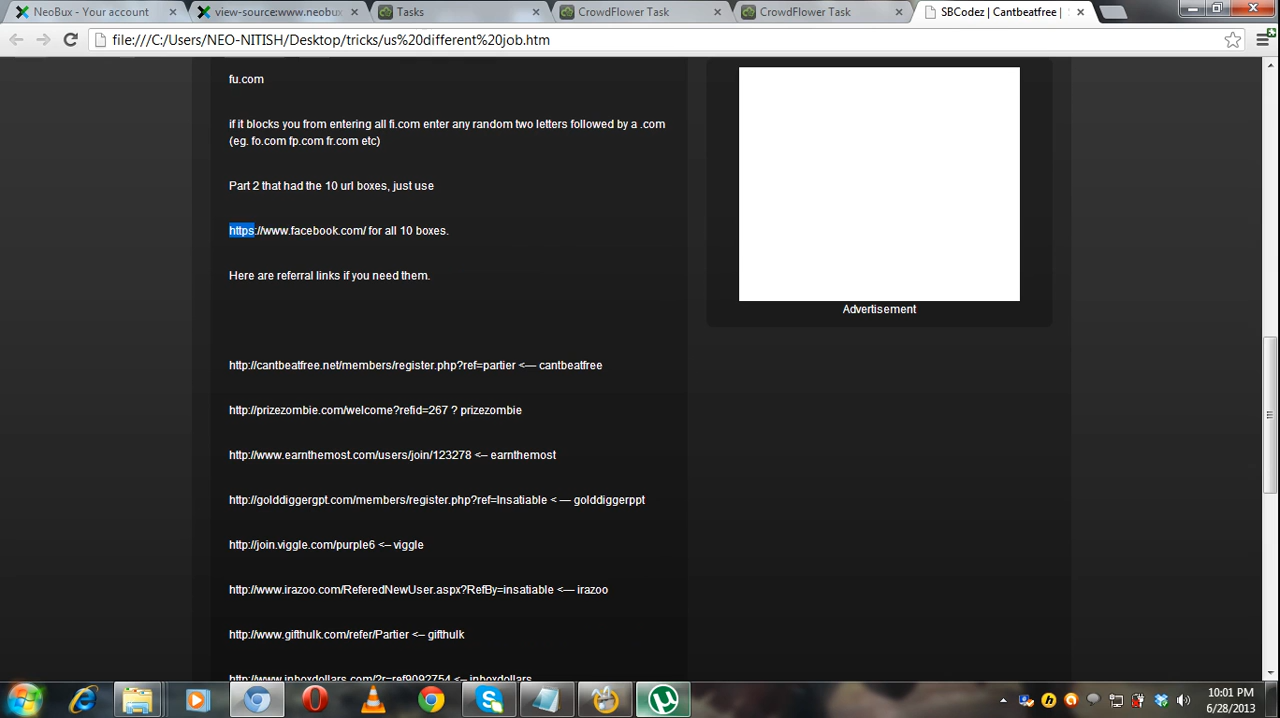 NeoBux - Your account
view-source:www.neobux
Tasks
CrowdFlower Task
CrowdFlower Task
SBCodez | Cantbeatfree |
file:///C:/Users/NEO-NITISH/Desktop/tricks/us%20different%20job.htm
fu.com
if it blocks you from entering all fi.com enter any random two letters followed by a .com
(eg. fo.com fp.com fr.com etc)
Part 2 that had the 10 url boxes, just use
https://www.facebook.com/ for all 10 boxes.
Here are referral links if you need them.
Advertisement
http://cantbeatfree.net/members/register.php?ref=partier <— cantbeatfree
http://prizezombie.com/welcome?refid=267 ? prizezombie
http://www.earnthemost.com/users/join/123278 <– earnthemost
http://golddiggergpt.com/members/register.php?ref=Insatiable < — golddiggerppt
http://join.viggle.com/purple6 <– viggle
http://www.irazoo.com/ReferedNewUser.aspx?RefBy=insatiable <— irazoo
http://www.gifthulk.com/refer/Partier <– gifthulk
http://www.inboxdollars.com/?r=ref9092754 <– inboxdollars
10:01 PM
6/28/2013